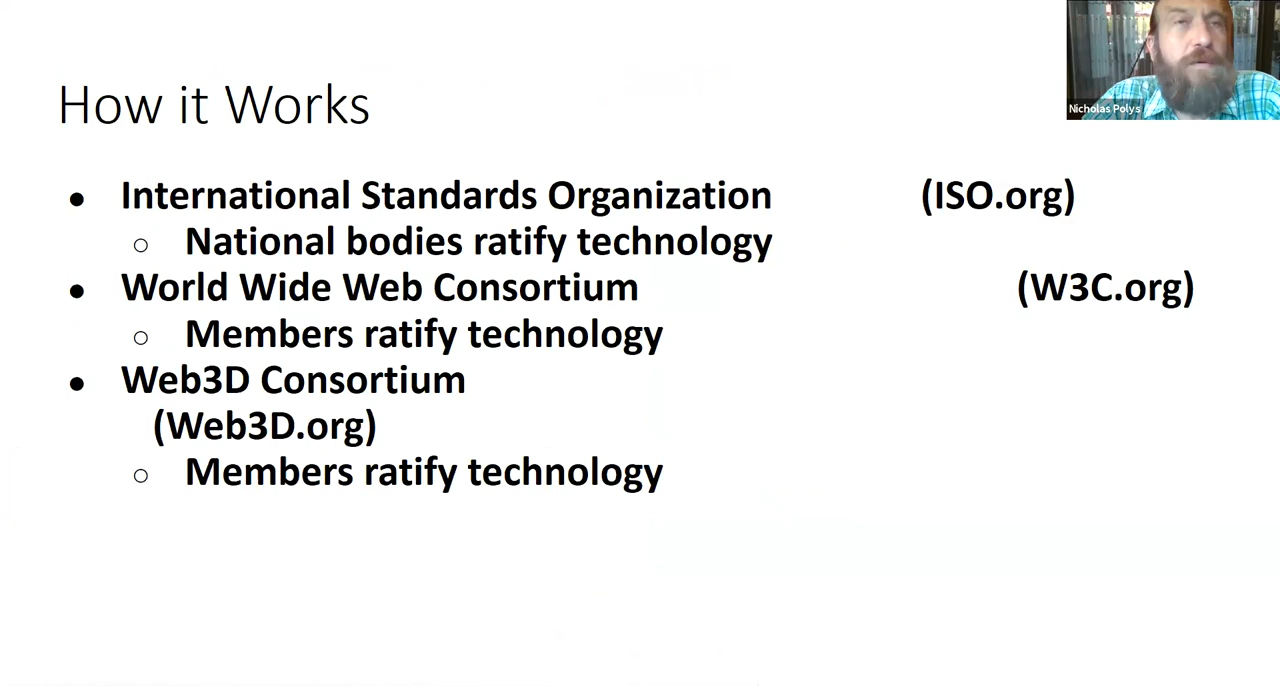 Nicholas Polys
How it Works
● International Standards Organization (ISO.org)
○ National bodies ratify technology
● World Wide Web Consortium (W3C.org)
○ Members ratify technology
● Web3D Consortium
(Web3D.org)
○ Members ratify technology